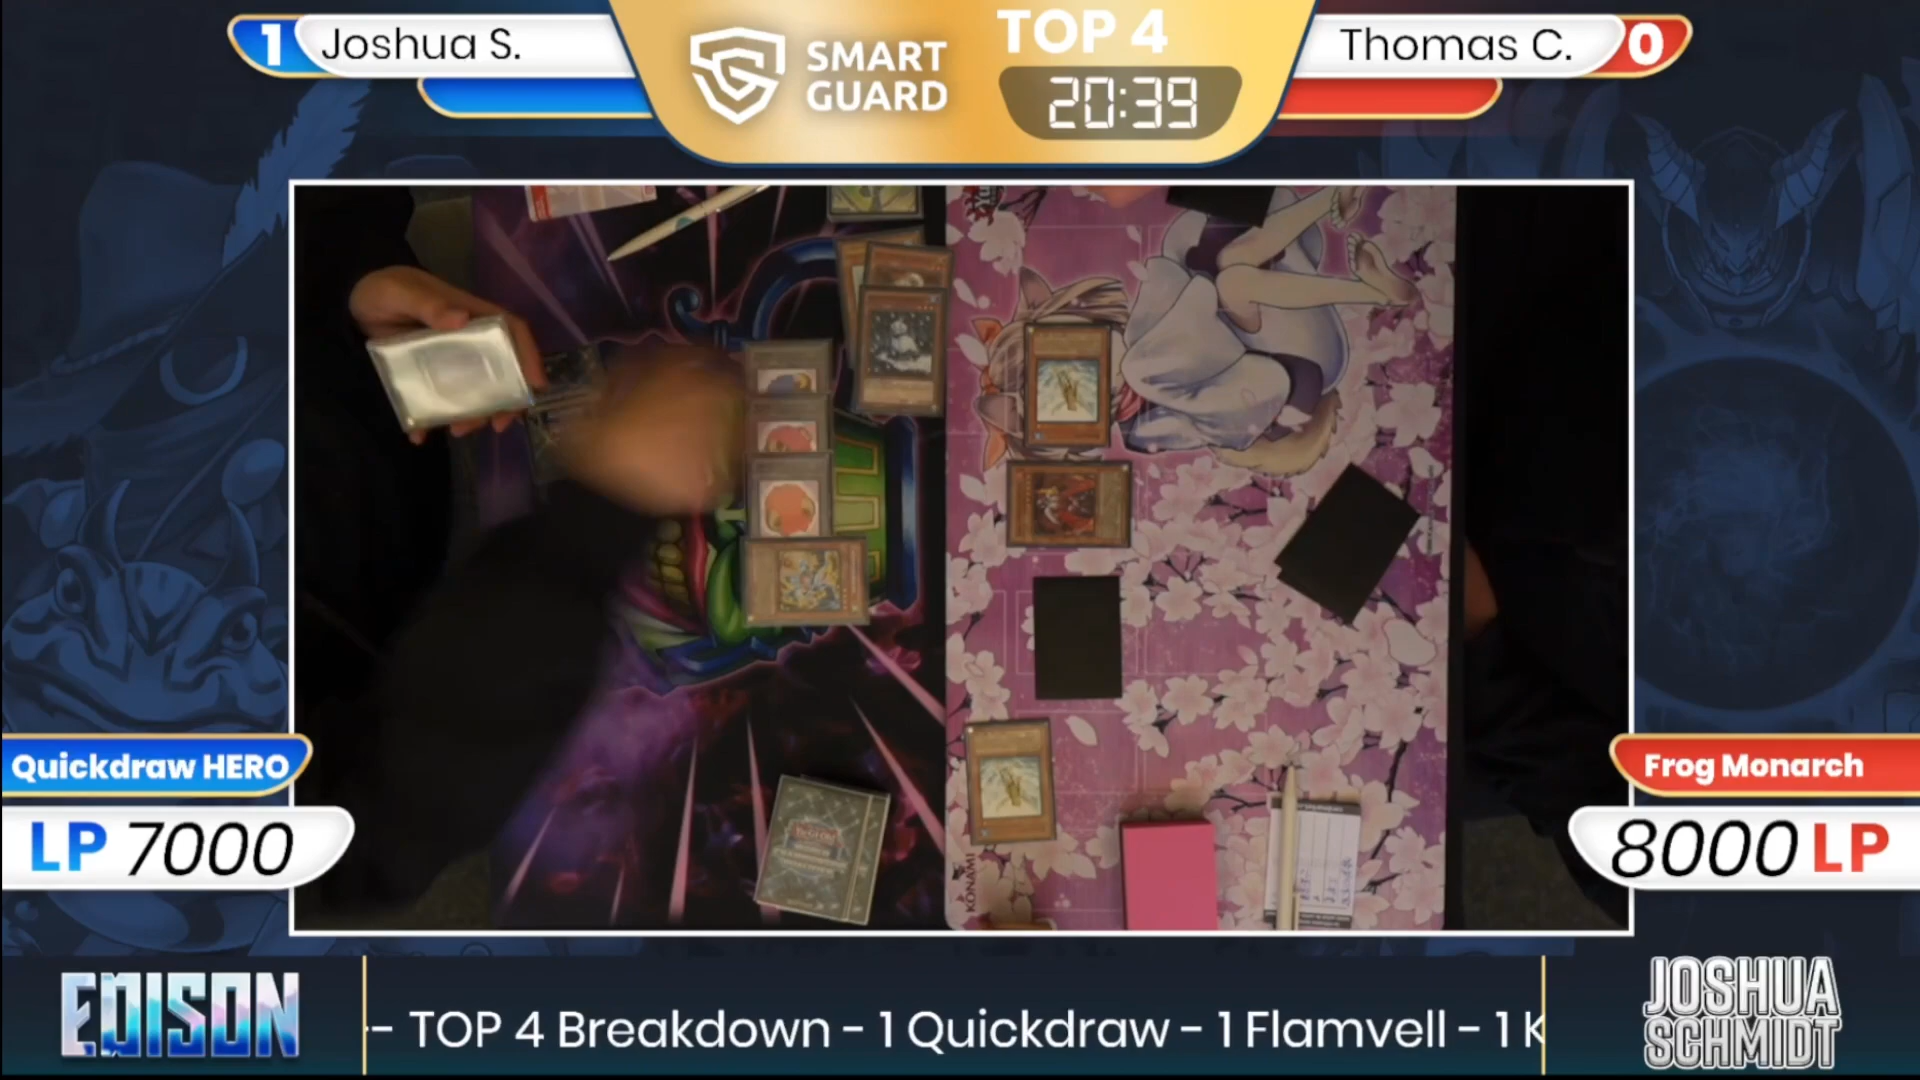 1 Joshua S.
SMART
GUARD
TOP 4
20:39
Thomas C. 0
KONAMI
Quickdraw HERO
LP 7000
Frog Monarch
8000 LP
EDISON
-- TOP 4 Breakdown - 1 Quickdraw - 1 Flamvell - 1 K
JOSHUA
SCHMIDT